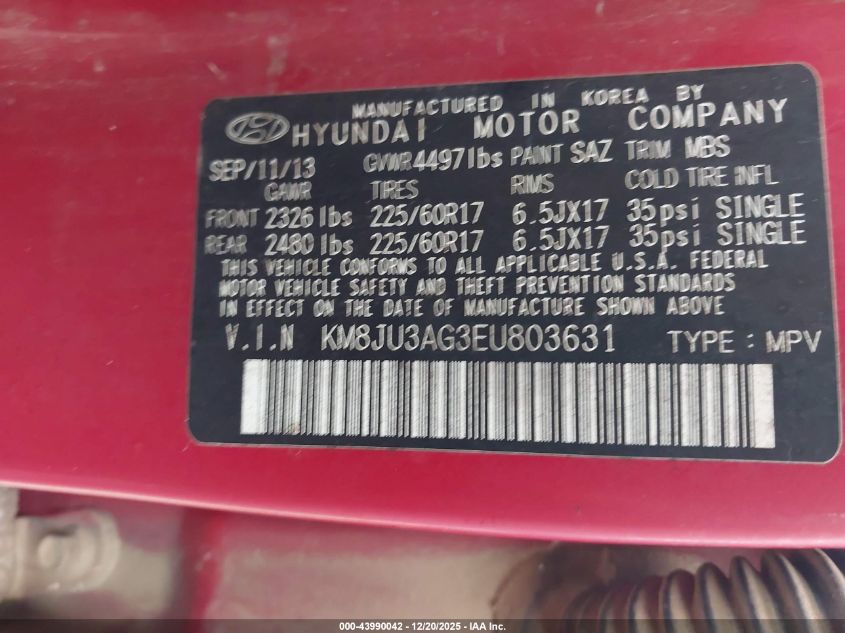 MANUFACTURED IN KOREA BY
HYUNDAI MOTOR COMPANY
SEP/11/13 GVWR 4497lbs PAINT SAZ TRIM MBS
GAWR TIRES RIMS COLD TIRE INFL
FRONT 2326 lbs 225/60R17 6.5JX17 35psi SINGLE
REAR 2480 lbs 225/60R17 6.5JX17 35psi SINGLE
THIS VEHICLE CONFORMS TO ALL APPLICABLE U.S.A. FEDERAL
MOTOR VEHICLE SAFETY AND THEFT PREVENTION STANDARDS
IN EFFECT ON THE DATE OF MANUFACTURE SHOWN ABOVE
V.I.N KM8JU3AG3EU803631 TYPE : MPV
000-43990042 - 12/20/2025 - IAA Inc.